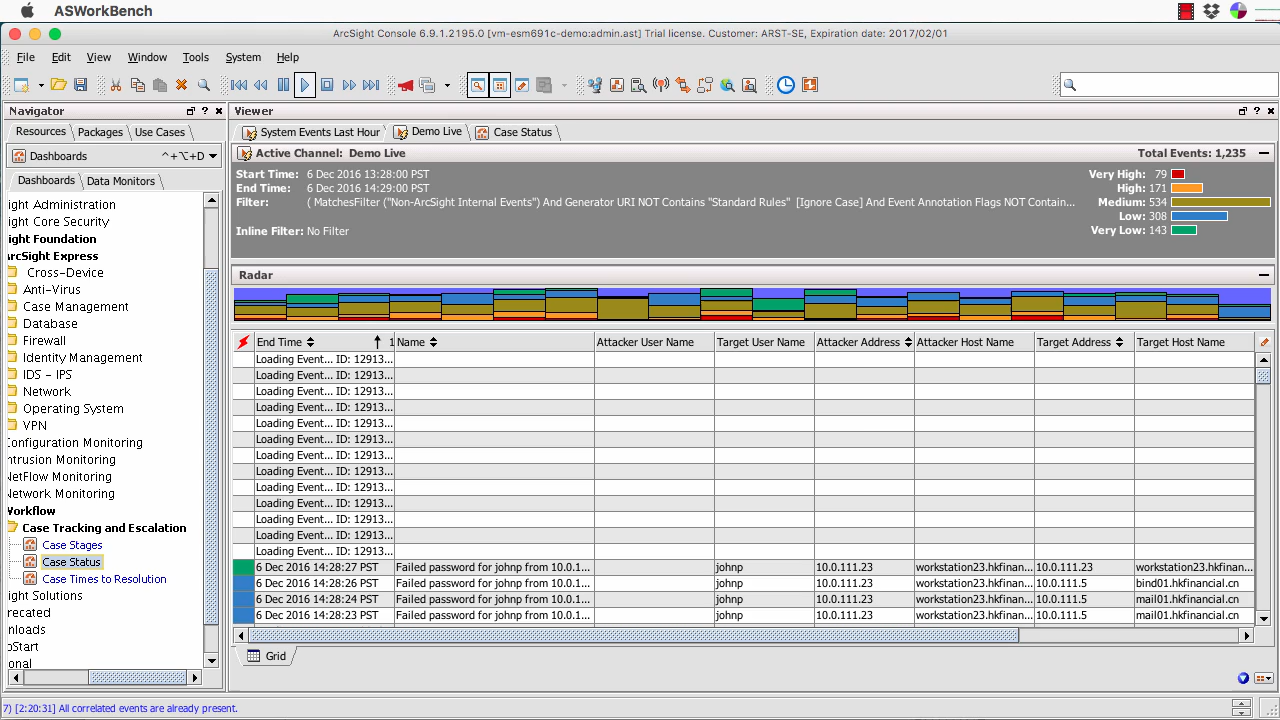 ASWorkBench
ArcSight Console 6.9.1.2195.0 [vm-esm691c-demo:admin.ast] Trial license. Customer: ARST-SE, Expiration date: 2017/02/01
File Edit View Window Tools System Help
Navigator
Resources Packages Use Cases
Dashboards ^+⌥+D
Dashboards Data Monitors
ight Administration
ight Core Security
ight Foundation
rcSight Express
Cross-Device
Anti-Virus
Case Management
Database
Firewall
Identity Management
IDS - IPS
Network
Operating System
VPN
Configuration Monitoring
ntrusion Monitoring
NetFlow Monitoring
Network Monitoring
Workflow
Case Tracking and Escalation
Case Stages
Case Status
Case Times to Resolution
ight Solutions
recated
nloads
oStart
onal
Viewer
System Events Last Hour Demo Live Case Status
Active Channel: Demo Live Total Events: 1,235
Start Time: 6 Dec 2016 13:28:00 PST
End Time: 6 Dec 2016 14:29:00 PST
Filter: ( MatchesFilter ("Non-ArcSight Internal Events") And Generator URI NOT Contains "Standard Rules" [Ignore Case] And Event Annotation Flags NOT Contain...
Inline Filter: No Filter
Very High: 79
High: 171
Medium: 534
Low: 308
Very Low: 143
Radar
End Time 1 Name Attacker User Name Target User Name Attacker Address Attacker Host Name Target Address Target Host Name
Loading Event... ID: 12913...
Loading Event... ID: 12913...
Loading Event... ID: 12913...
Loading Event... ID: 12913...
Loading Event... ID: 12913...
Loading Event... ID: 12913...
Loading Event... ID: 12913...
Loading Event... ID: 12913...
Loading Event... ID: 12913...
Loading Event... ID: 12913...
Loading Event... ID: 12913...
Loading Event... ID: 12913...
Loading Event... ID: 12913...
6 Dec 2016 14:28:27 PST Failed password for johnp from 10.0.1... johnp 10.0.111.23 workstation23.hkfinan... 10.0.111.23 workstation23.hkfinan...
6 Dec 2016 14:28:26 PST Failed password for johnp from 10.0.1... johnp 10.0.111.23 workstation23.hkfinan... 10.0.111.5 bind01.hkfinancial.cn
6 Dec 2016 14:28:24 PST Failed password for johnp from 10.0.1... johnp 10.0.111.23 workstation23.hkfinan... 10.0.111.5 mail01.hkfinancial.cn
6 Dec 2016 14:28:23 PST Failed password for johnp from 10.0.1... johnp 10.0.111.23 workstation23.hkfinan... 10.0.111.5 mail01.hkfinancial.cn
Grid
7) [2:20:31] All correlated events are already present.